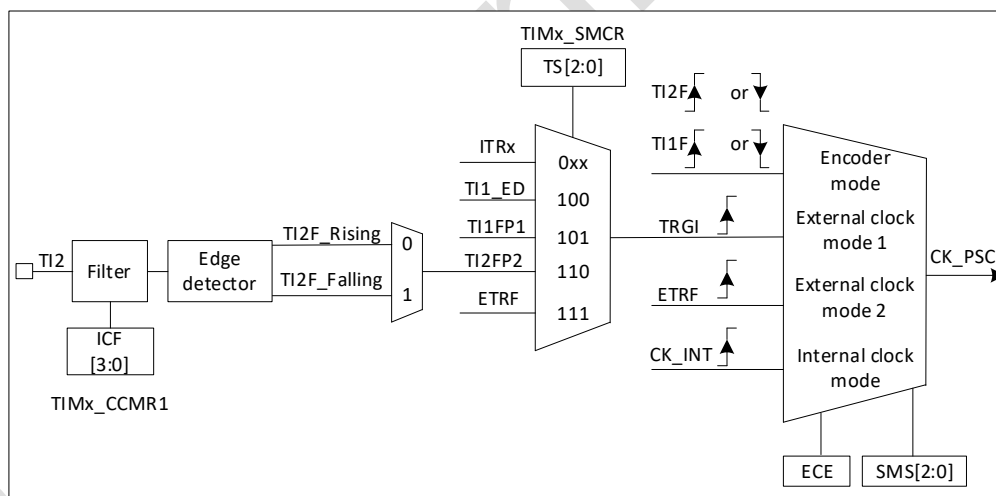 TIMx_SMCR
TS[2:0]
TI2F or
TI1F or
ITRx
0xx
Encoder
mode
TI1_ED
100
TRGI
External clock
mode 1
TI1FP1
101
TI2
Filter
Edge
detector
TI2F_Rising
0
TI2F_Falling
1
TI2FP2
110
CK_PSC
ETRF
111
ETRF
External clock
mode 2
ICF
[3:0]
CK_INT
Internal clock
mode
TIMx_CCMR1
ECE
SMS[2:0]